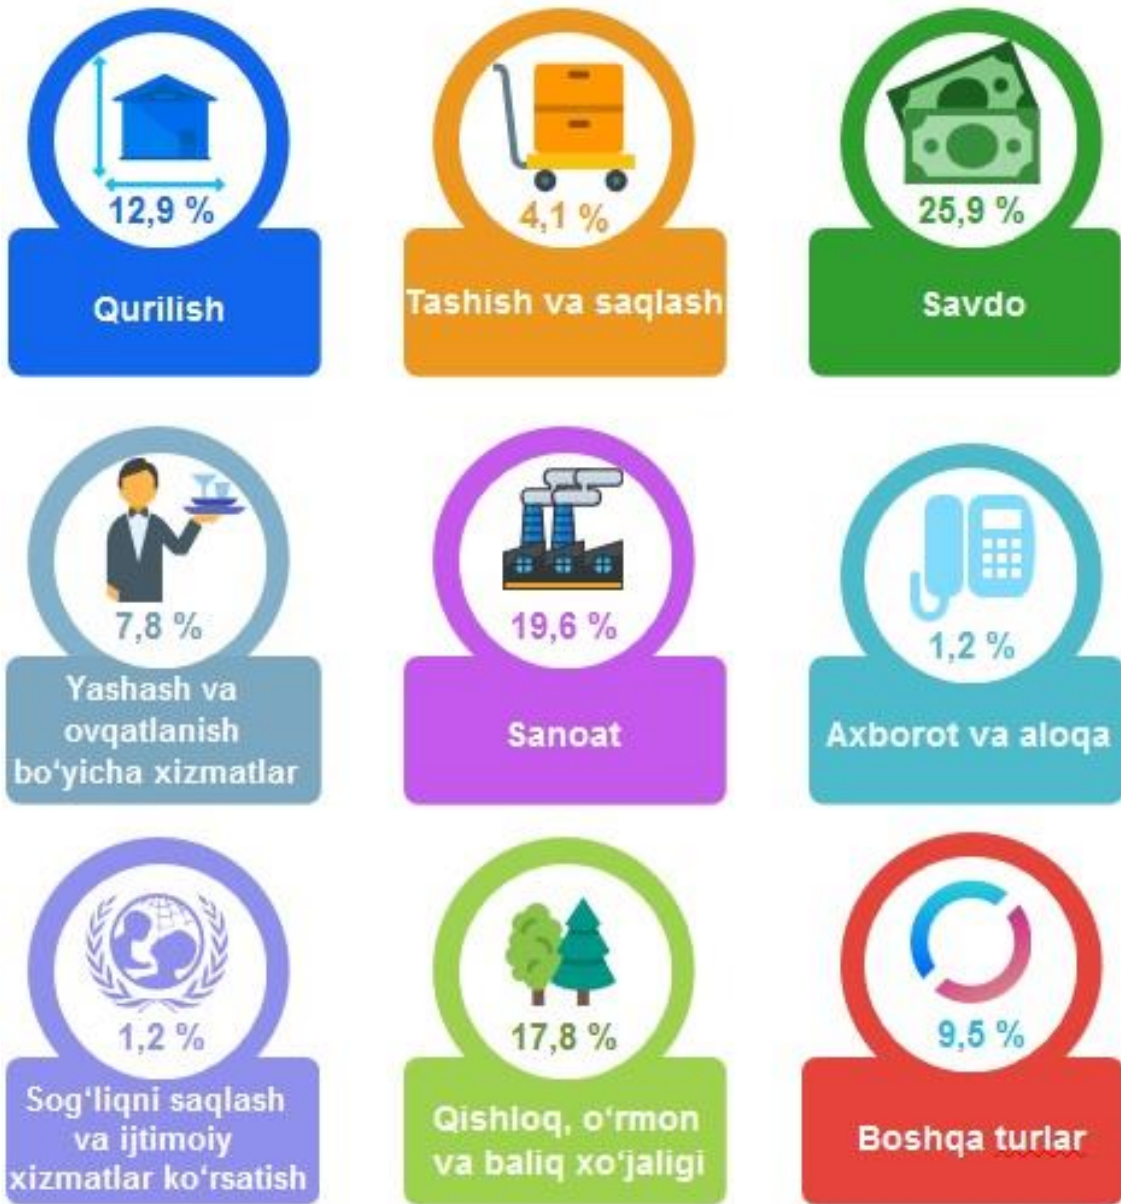 12,9 %
Qurilish
4,1 %
Tashish va saqlash
25,9 %
Savdo
7,8 %
Yashash va
ovqatlanish
bo‘yicha xizmatlar
19,6 %
Sanoat
1,2 %
Axborot va aloqa
1,2 %
Sog‘liqni saqlash
va ijtimoiy
xizmatlar ko‘rsatish
17,8 %
Qishloq, o‘rmon
va baliq xo‘jaligi
9,5 %
Boshqa turlar